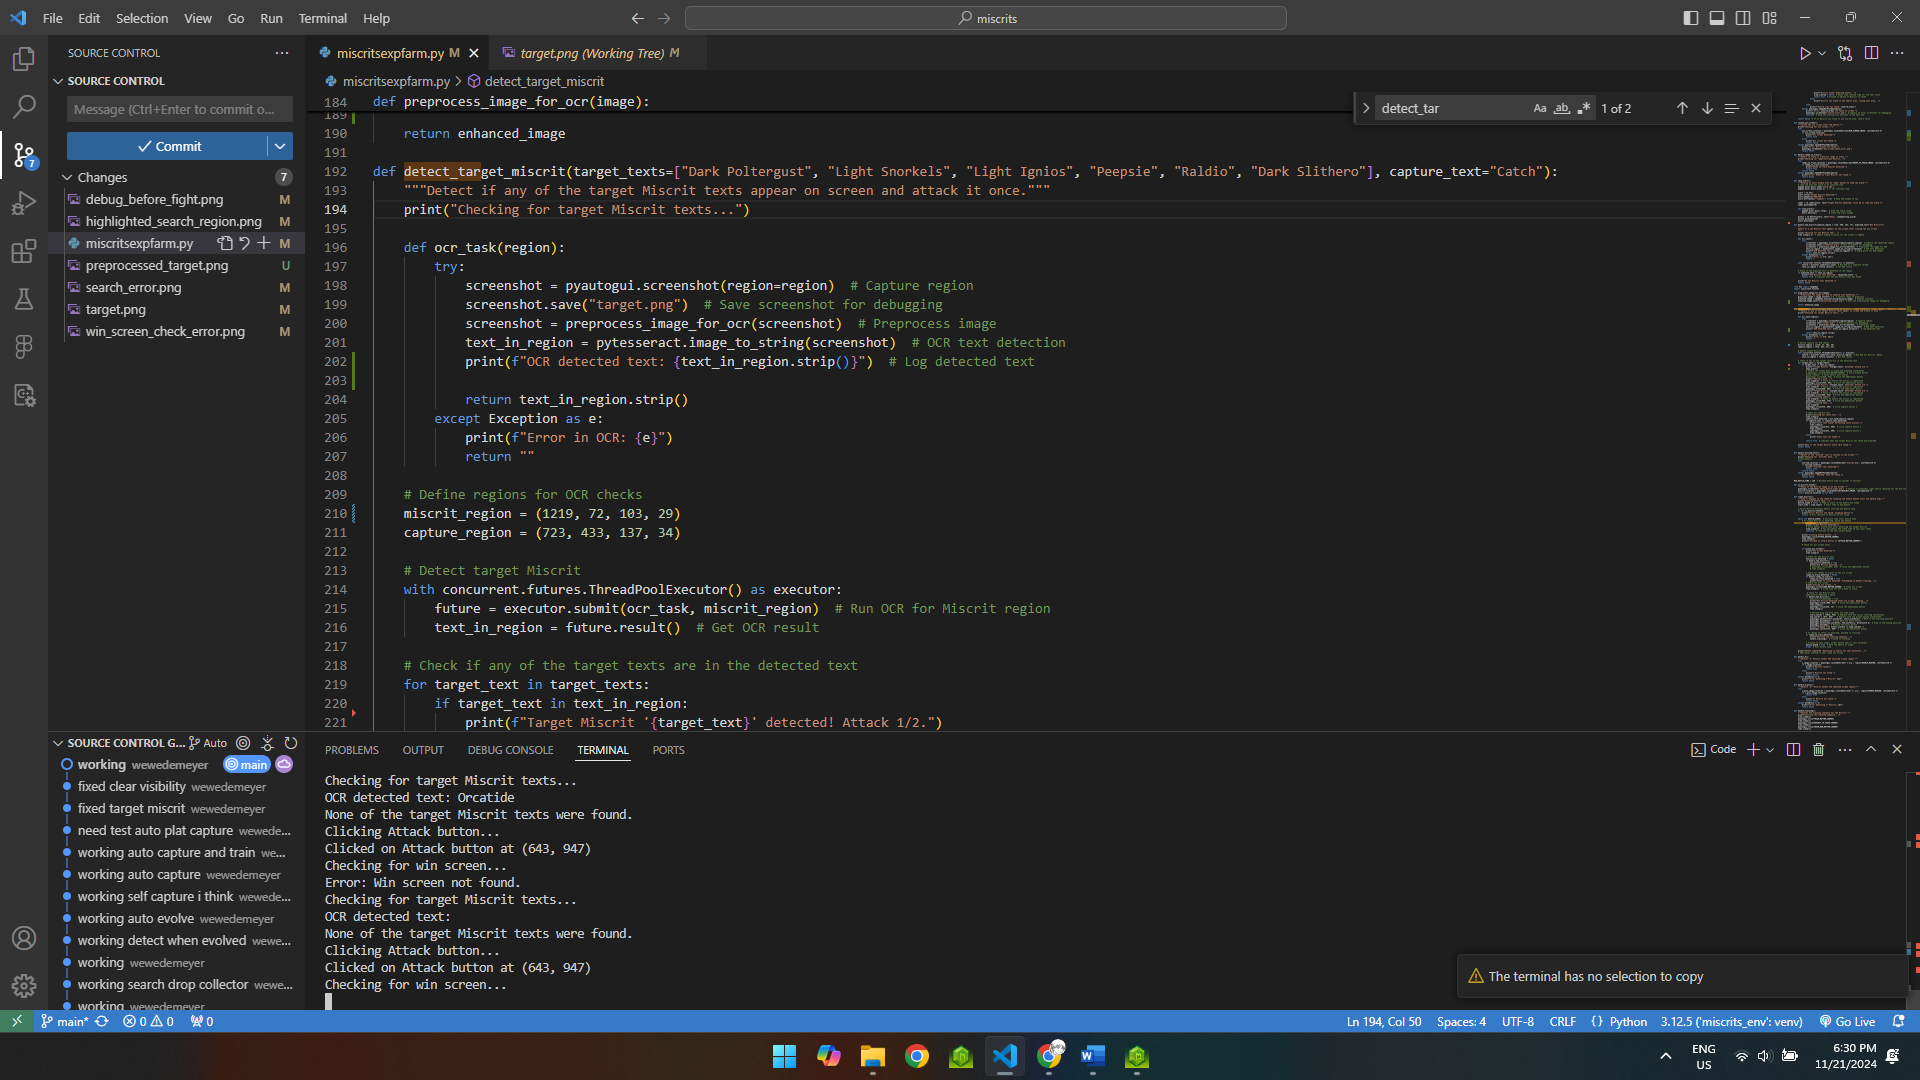 File Edit Selection View Go Run Terminal Help
miscrits
SOURCE CONTROL
SOURCE CONTROL
Message (Ctrl+Enter to commit o...
Commit
Changes 7
debug_before_fight.png M
highlighted_search_region.png M
miscritsexpfarm.py M
preprocessed_target.png U
search_error.png M
target.png M
win_screen_check_error.png M
7
SOURCE CONTROL G... Auto
working wewedemeyer main
fixed clear visibility wewedemeyer
fixed target miscrit wewedemeyer
need test auto plat capture wewede...
working auto capture and train we...
working auto capture wewedemeyer
working self capture i think wewede...
working auto evolve wewedemeyer
working detect when evolved wewe...
working wewedemeyer
working search drop collector wewe...
working wewedemeyer
miscritsexpfarm.py M
target.png (Working Tree) M
miscritsexpfarm.py > detect_target_miscrit
detect_tar Aa ab .* 1 of 2
184 def preprocess_image_for_ocr(image):
189
190 return enhanced_image
191
192 def detect_target_miscrit(target_texts=["Dark Poltergust", "Light Snorkels", "Light Ignios", "Peepsie", "Raldio", "Dark Slithero"], capture_text="Catch"):
193 """Detect if any of the target Miscrit texts appear on screen and attack it once."""
194 print("Checking for target Miscrit texts...")
195
196 def ocr_task(region):
197 try:
198 screenshot = pyautogui.screenshot(region=region) # Capture region
199 screenshot.save("target.png") # Save screenshot for debugging
200 screenshot = preprocess_image_for_ocr(screenshot) # Preprocess image
201 text_in_region = pytesseract.image_to_string(screenshot) # OCR text detection
202 print(f"OCR detected text: {text_in_region.strip()}") # Log detected text
203
204 return text_in_region.strip()
205 except Exception as e:
206 print(f"Error in OCR: {e}")
207 return ""
208
209 # Define regions for OCR checks
210 miscrit_region = (1219, 72, 103, 29)
211 capture_region = (723, 433, 137, 34)
212
213 # Detect target Miscrit
214 with concurrent.futures.ThreadPoolExecutor() as executor:
215 future = executor.submit(ocr_task, miscrit_region) # Run OCR for Miscrit region
216 text_in_region = future.result() # Get OCR result
217
218 # Check if any of the target texts are in the detected text
219 for target_text in target_texts:
220 if target_text in text_in_region:
221 print(f"Target Miscrit '{target_text}' detected! Attack 1/2.")
PROBLEMS OUTPUT DEBUG CONSOLE TERMINAL PORTS
Code
Checking for target Miscrit texts...
OCR detected text: Orcatide
None of the target Miscrit texts were found.
Clicking Attack button...
Clicked on Attack button at (643, 947)
Checking for win screen...
Error: Win screen not found.
Checking for target Miscrit texts...
OCR detected text:
None of the target Miscrit texts were found.
Clicking Attack button...
Clicked on Attack button at (643, 947)
Checking for win screen...
The terminal has no selection to copy
main* 0 0 0
Ln 194, Col 50 Spaces: 4 UTF-8 CRLF {} Python 3.12.5 ('miscrits_env': venv) Go Live
ENG
US
6:30 PM
11/21/2024